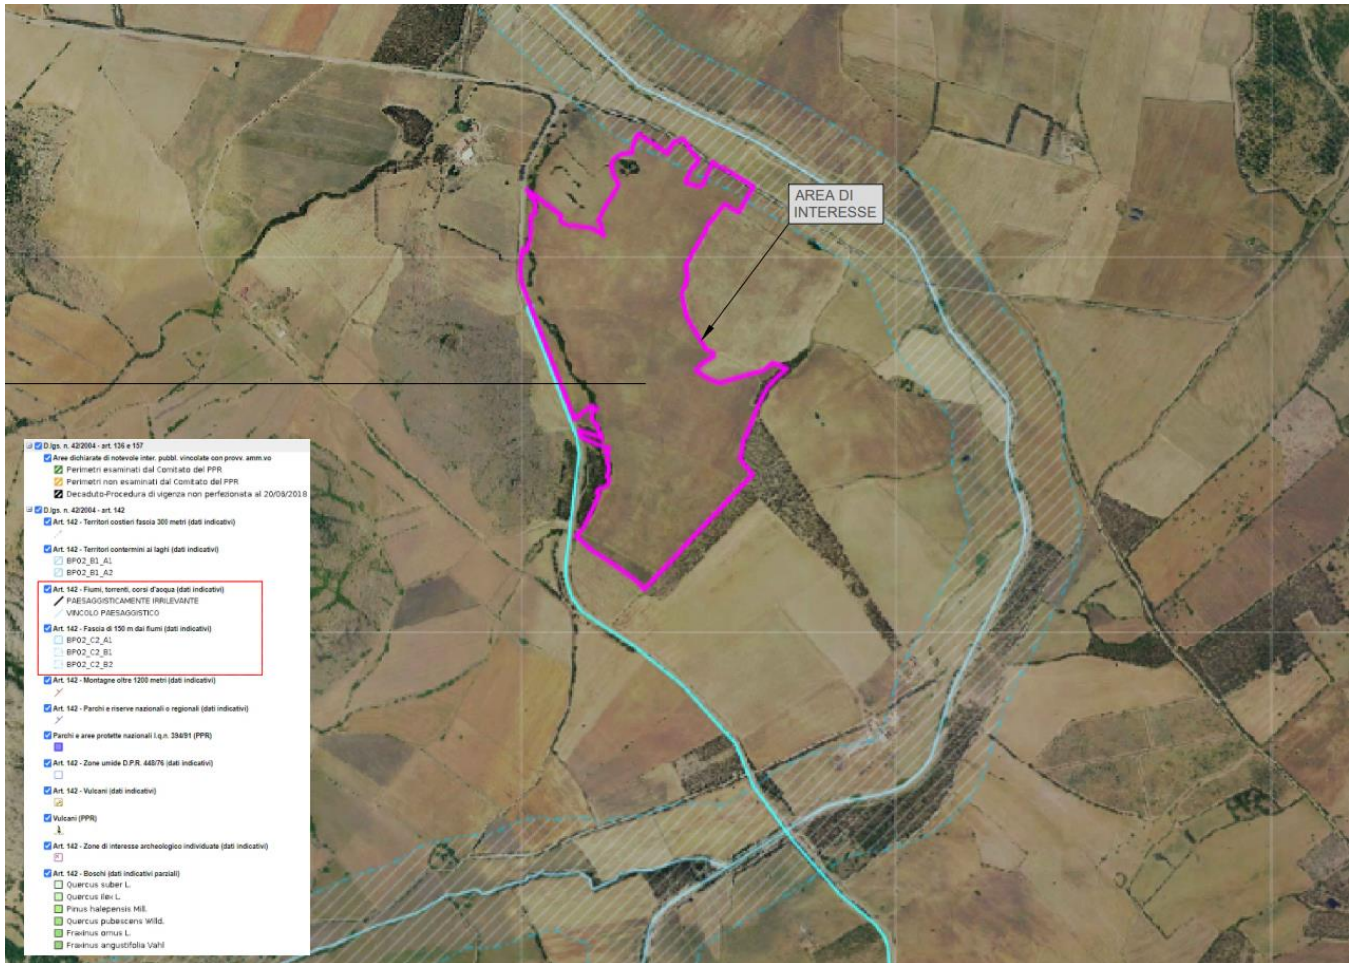 AREA DI
INTERESSE
D.lgs. n. 42/2004 - art. 136 e 157
Aree dichiarate di notevole inter. pubbl. vincolate con provv. amm.vo
Perimetri esaminati dal Comitato del PPR
Perimetri non esaminati dal Comitato del PPR
Decaduto-Procedura di vigenza non perfezionata al 20/08/2018
D.lgs. n. 42/2004 - art. 142
Art. 142 - Territori costieri fascia 300 metri (dati indicativi)
Art. 142 - Territori contermini ai laghi (dati indicativi)
BP02_B1_A1
BP02_B1_A2
Art. 142 - Fiumi, torrenti, corsi d'acqua (dati indicativi)
PAESAGGISTICAMENTE IRRILEVANTE
VINCOLO PAESAGGISTICO
Art. 142 - Fascia di 150 m dai fiumi (dati indicativi)
BP02_C2_A1
BP02_C2_B1
BP02_C2_B2
Art. 142 - Montagne oltre 1200 metri (dati indicativi)
Art. 142 - Parchi e riserve nazionali o regionali (dati indicativi)
Parchi e aree protette nazionali l.q.n. 394/91 (PPR)
Art. 142 - Zone umide D.P.R. 448/76 (dati indicativi)
Art. 142 - Vulcani (dati indicativi)
Vulcani (PPR)
Art. 142 - Zone di interesse archeologico individuate (dati indicativi)
Art. 142 - Boschi (dati indicativi parziali)
Quercus suber L.
Quercus ilex L.
Pinus halepensis Mill.
Quercus pubescens Willd.
Fraxinus ornus L.
Fraxinus angustifolia Vahl